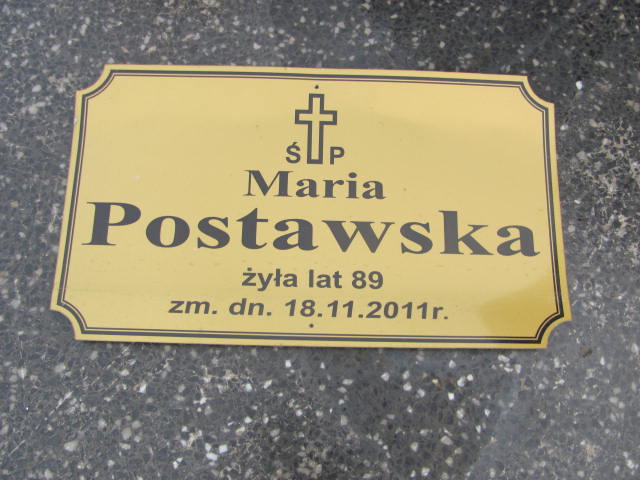 Ś P
Maria
Postawska
żyła lat 89
zm. dn. 18.11.2011r.